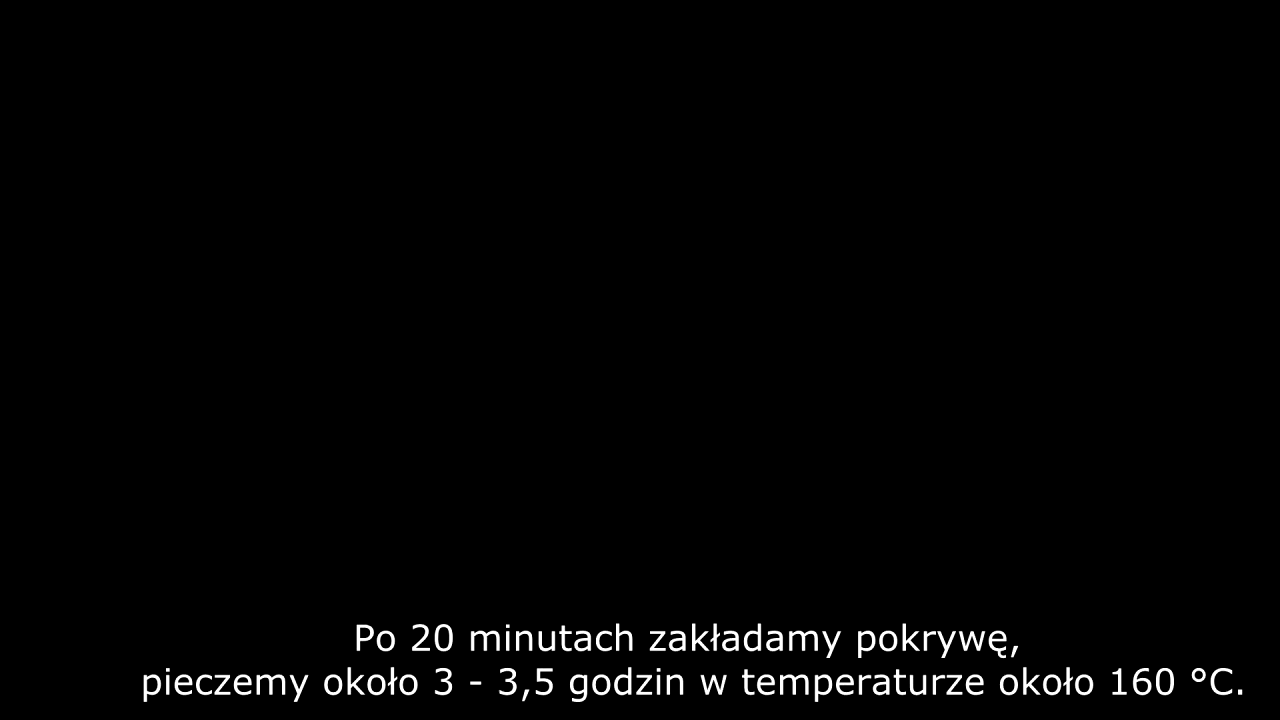 Po 20 minutach zakładamy pokrywę,
pieczemy około 3 - 3,5 godzin w temperaturze około 160 °C.